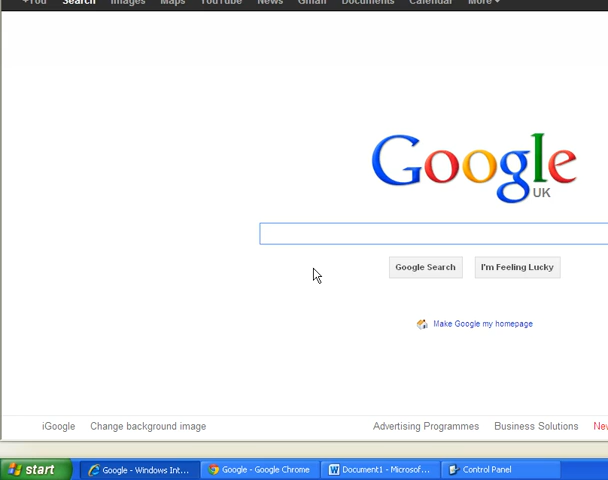 +You Search Images Maps YouTube News Gmail Documents Calendar More
Google
UK
Google Search I'm Feeling Lucky
Make Google my homepage
iGoogle Change background image Advertising Programmes Business Solutions New
start Google - Windows Int... Google - Google Chrome Document1 - Microsof... Control Panel